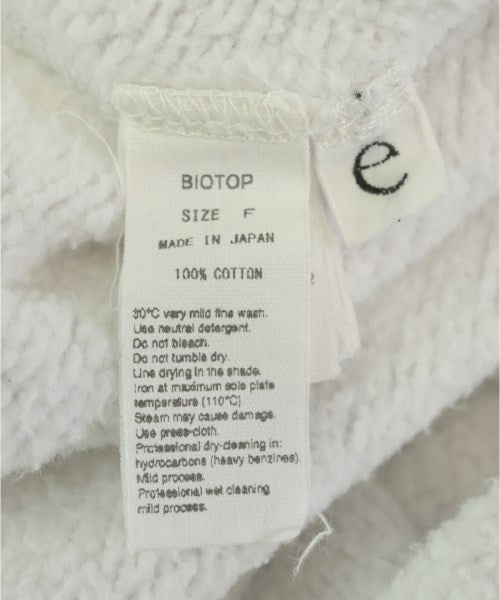 BIOTOP
SIZE F
MADE IN JAPAN
100% COTTON
30°C very mild fine wash.
Use neutral detergent.
Do not bleach.
Do not tumble dry.
Line drying in the shade.
Iron at maximum sole plate
temperature (110°C)
Steam may cause damage.
Use press-cloth.
Professional dry-cleaning in:
hydrocarbons (heavy benzines)
Mild process.
Professional wet cleaning
mild process.
e
2